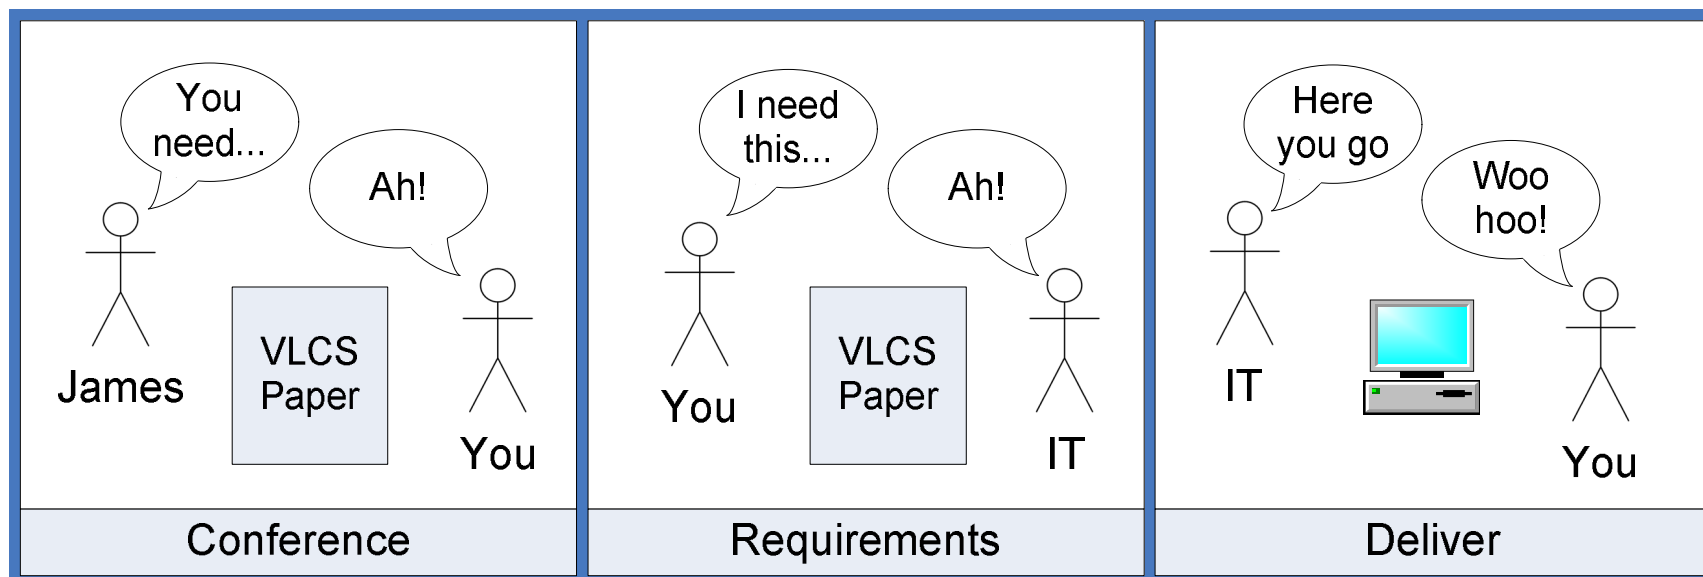 You
need...
Ah!
VLCS
Paper
James
You
Conference
I need
this...
Ah!
VLCS
Paper
You
IT
Requirements
Here
you go
Woo
hoo!
IT
You
Deliver